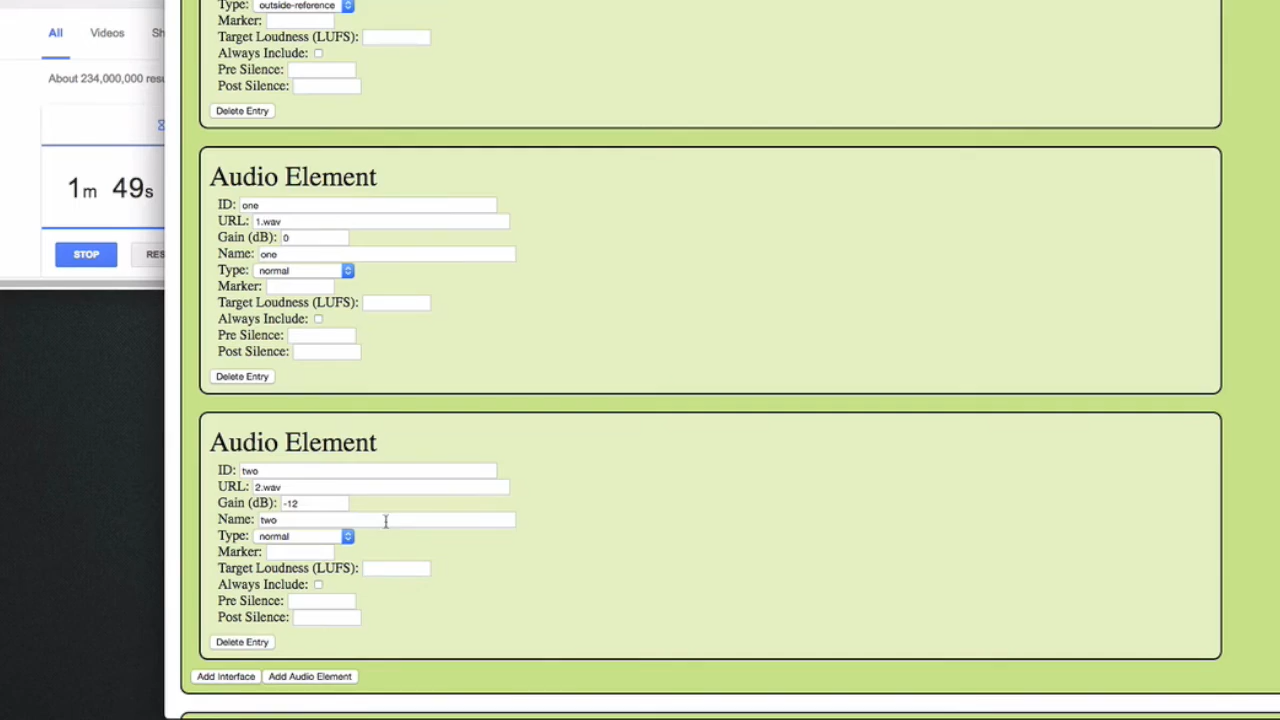 All Videos
About 234,000,000
1m 49s
STOP
Type: outside-reference
Marker:
Target Loudness (LUFS):
Always Include:
Pre Silence:
Post Silence:
Delete Entry
Audio Element
ID: one
URL: 1.wav
Gain (dB): 0
Name: one
Type: normal
Marker:
Target Loudness (LUFS):
Always Include:
Pre Silence:
Post Silence:
Delete Entry
Audio Element
ID: two
URL: 2.wav
Gain (dB): -12
Name: two
Type: normal
Marker:
Target Loudness (LUFS):
Always Include:
Pre Silence:
Post Silence:
Delete Entry
Add Interface Add Audio Element